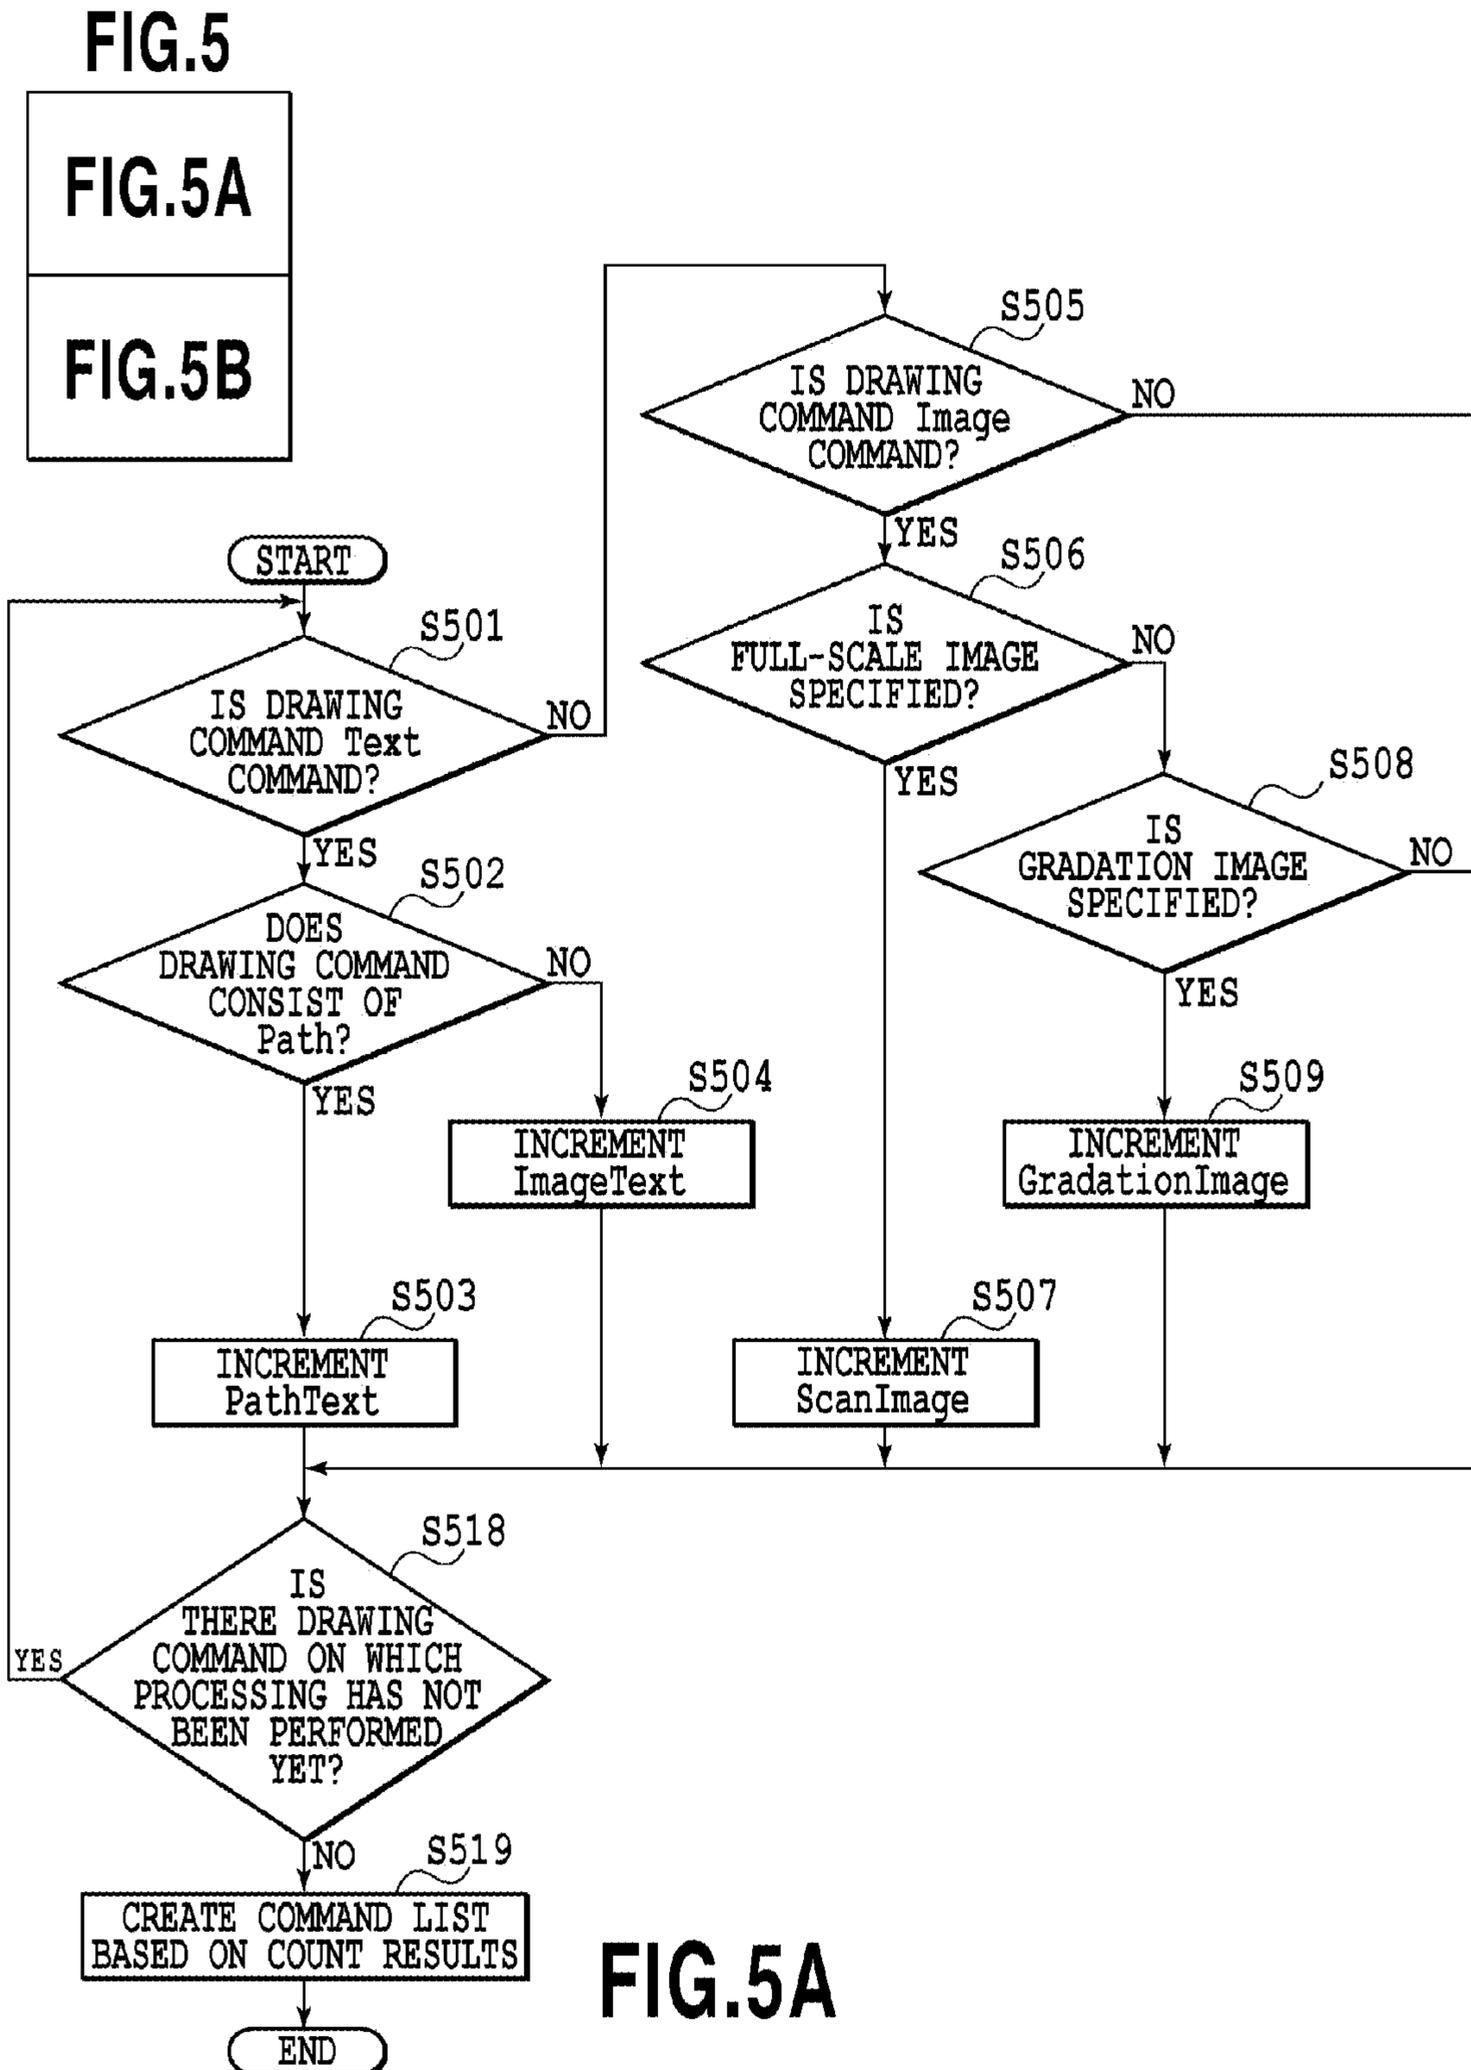 FIG.5
FIG.5A
FIG.5B
START
S501
IS DRAWING
COMMAND Text
COMMAND?
NO
YES
S502
DOES
DRAWING COMMAND
CONSIST OF
Path?
NO
YES
S504
INCREMENT
ImageText
S503
INCREMENT
PathText
S505
IS DRAWING
COMMAND Image
COMMAND?
NO
YES
S506
IS
FULL-SCALE IMAGE
SPECIFIED?
NO
YES
S508
IS
GRADATION IMAGE
SPECIFIED?
NO
YES
S509
INCREMENT
GradationImage
S507
INCREMENT
ScanImage
S518
IS
THERE DRAWING
COMMAND ON WHICH
PROCESSING HAS NOT
BEEN PERFORMED
YET?
YES
NO
S519
CREATE COMMAND LIST
BASED ON COUNT RESULTS
END
FIG.5A